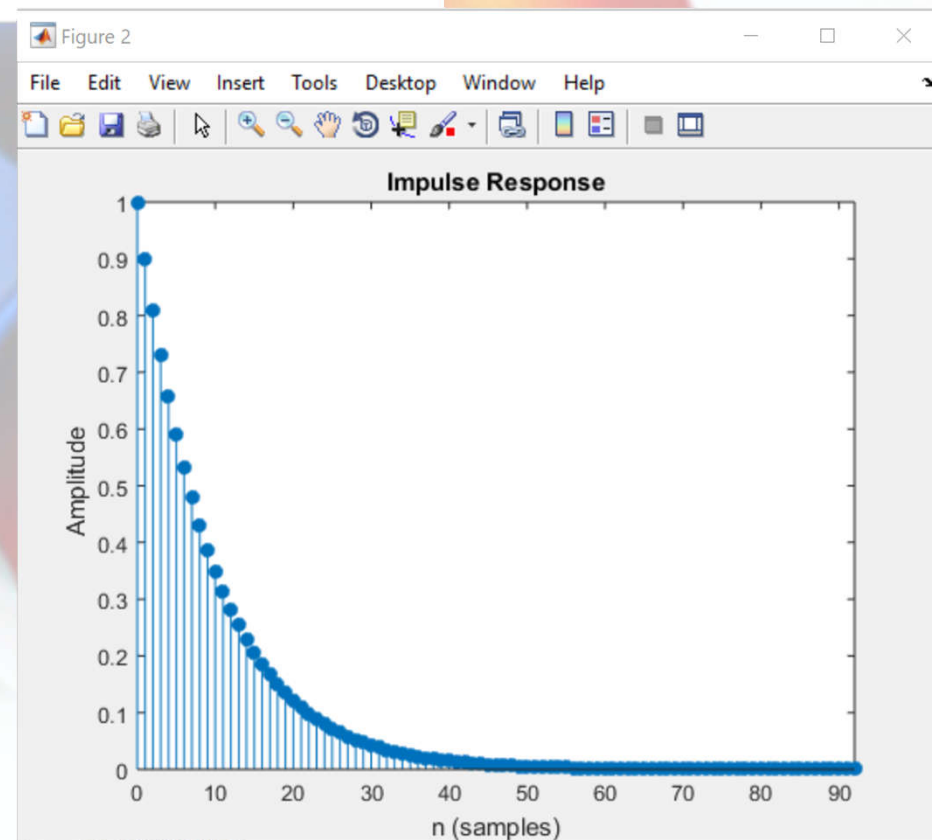 Figure 2
File Edit View Insert Tools Desktop Window Help
Impulse Response
1
0.9
0.8
0.7
0.6
0.5
0.4
0.3
0.2
0.1
0
Amplitude
0 10 20 30 40 50 60 70 80 90
n (samples)